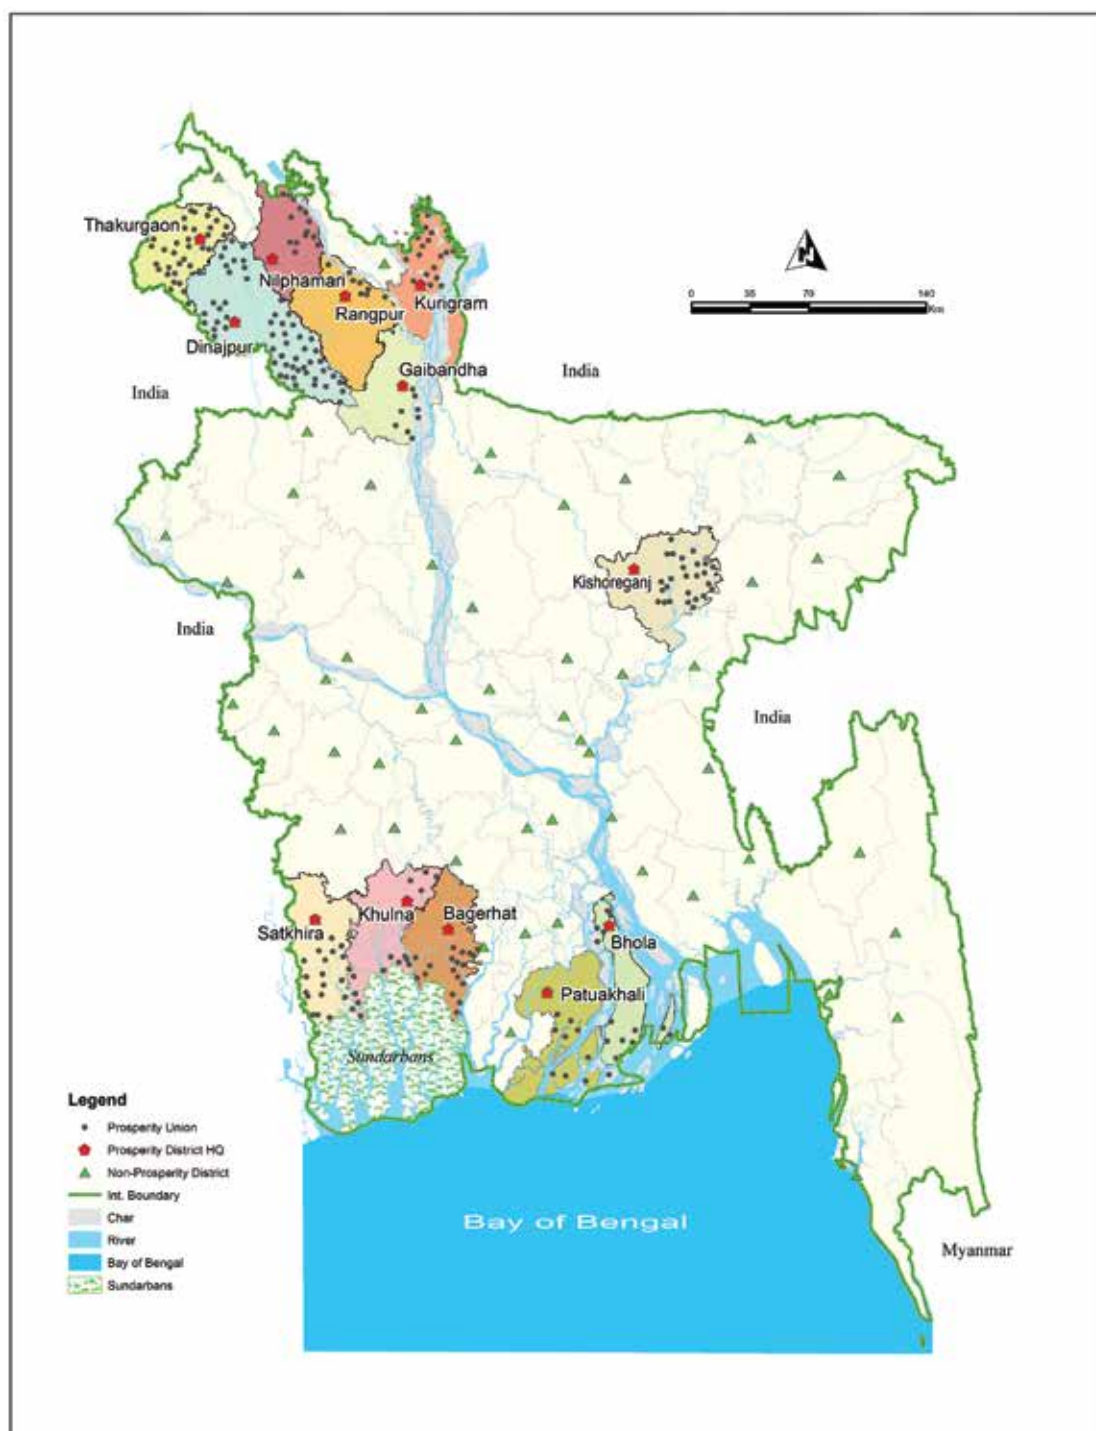 Thakurgaon
Nilphamari
Kurigram
Rangpur
Dinajpur
Gaibandha
N
0 35 70 140
Km
India
India
Kishoreganj
India
India
Khulna
Bagerhat
Satkhira
Bhola
Patuakhali
Sundarbans
Legend
Prosperity Union
Prosperity District HQ
Non-Prosperity District
Int. Boundary
Char
River
Bay of Bengal
Sundarbans
Bay of Bengal
Myanmar